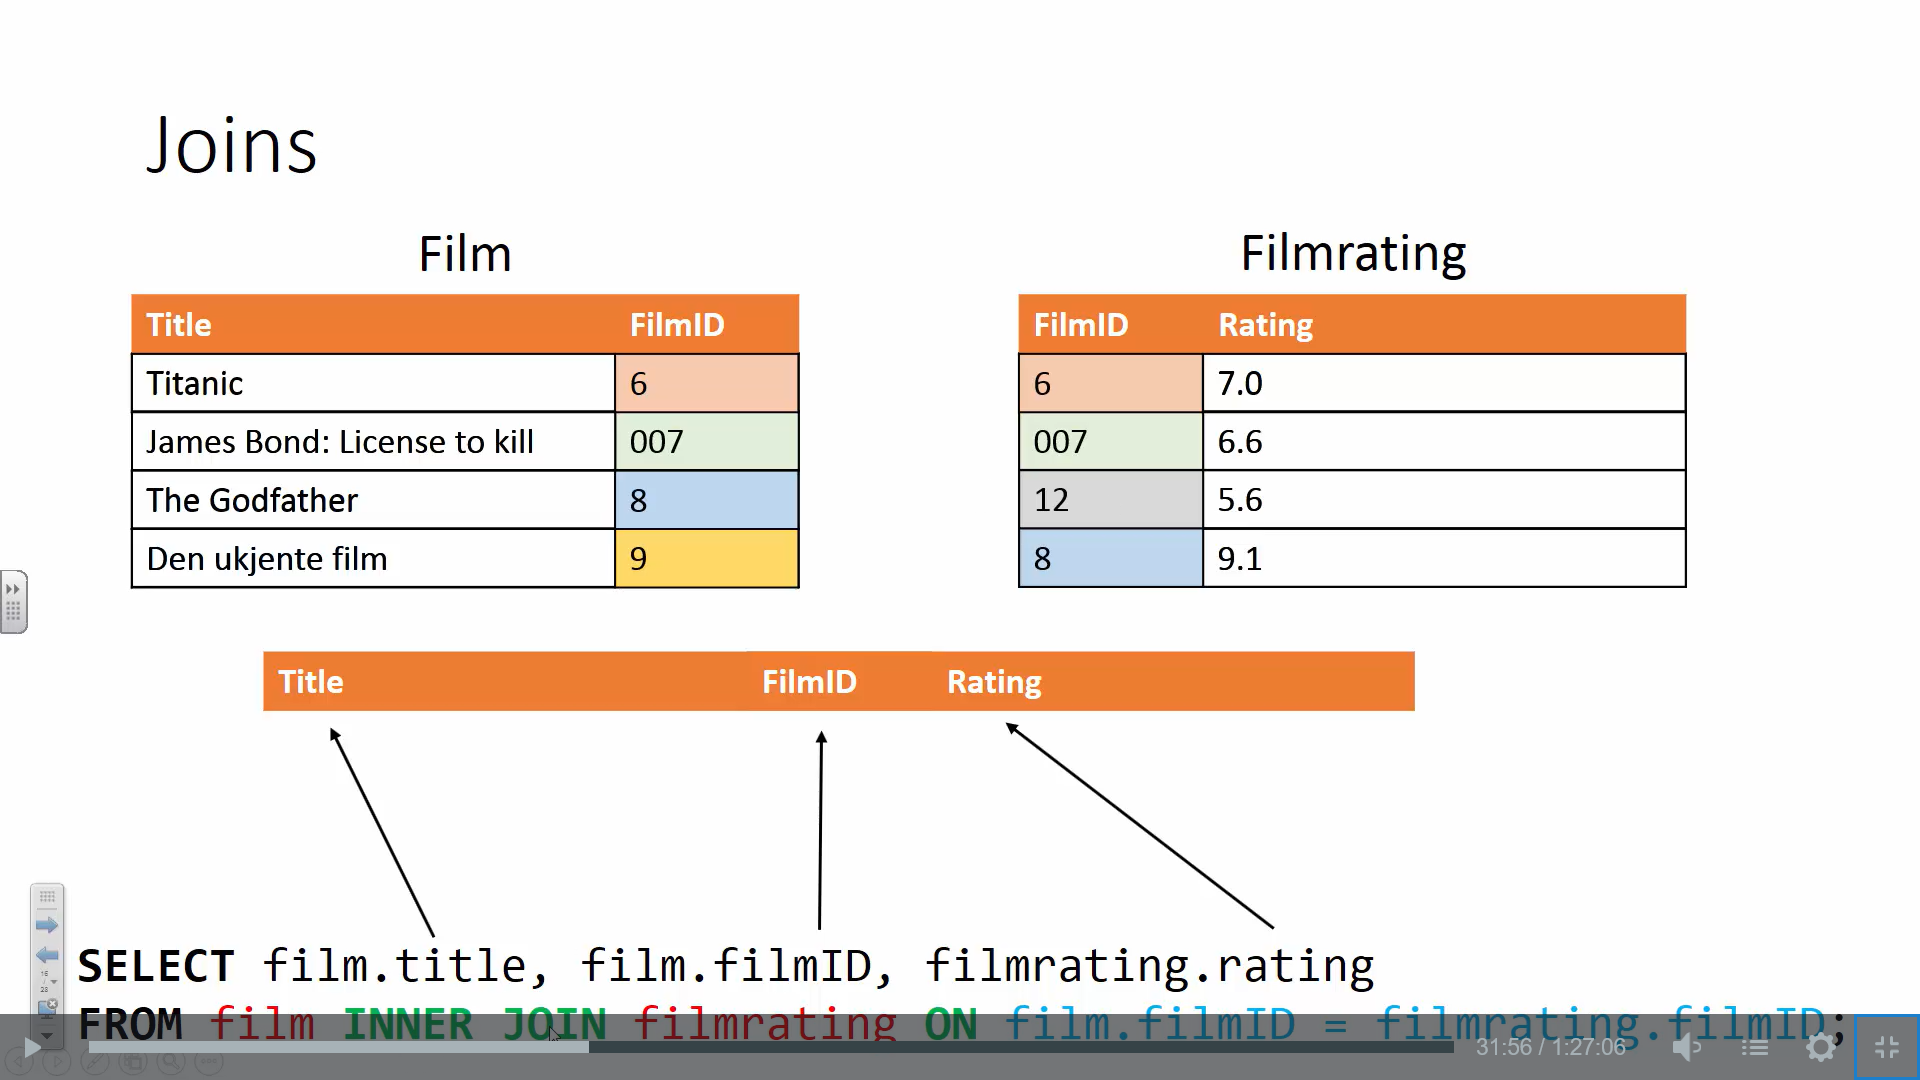 Joins
Film
Filmrating
Title FilmID
Titanic 6
James Bond: License to kill 007
The Godfather 8
Den ukjente film 9
FilmID Rating
6 7.0
007 6.6
12 5.6
8 9.1
Title FilmID Rating
SELECT film.title, film.filmID, filmrating.rating
FROM film INNER JOIN filmrating ON film.filmID = filmrating.filmID;
31:56 / 1:27:06